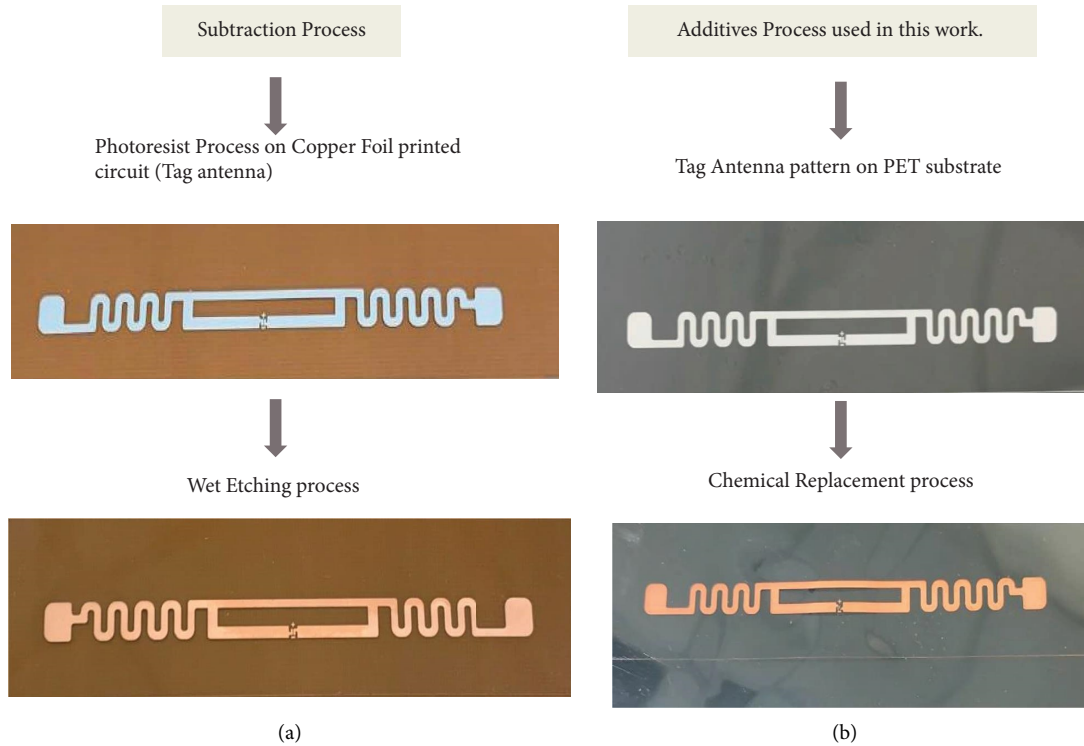 Subtraction Process
Photoresist Process on Copper Foil printed
circuit (Tag antenna)
Wet Etching process
(a)
Additives Process used in this work.
Tag Antenna pattern on PET substrate
Chemical Replacement process
(b)